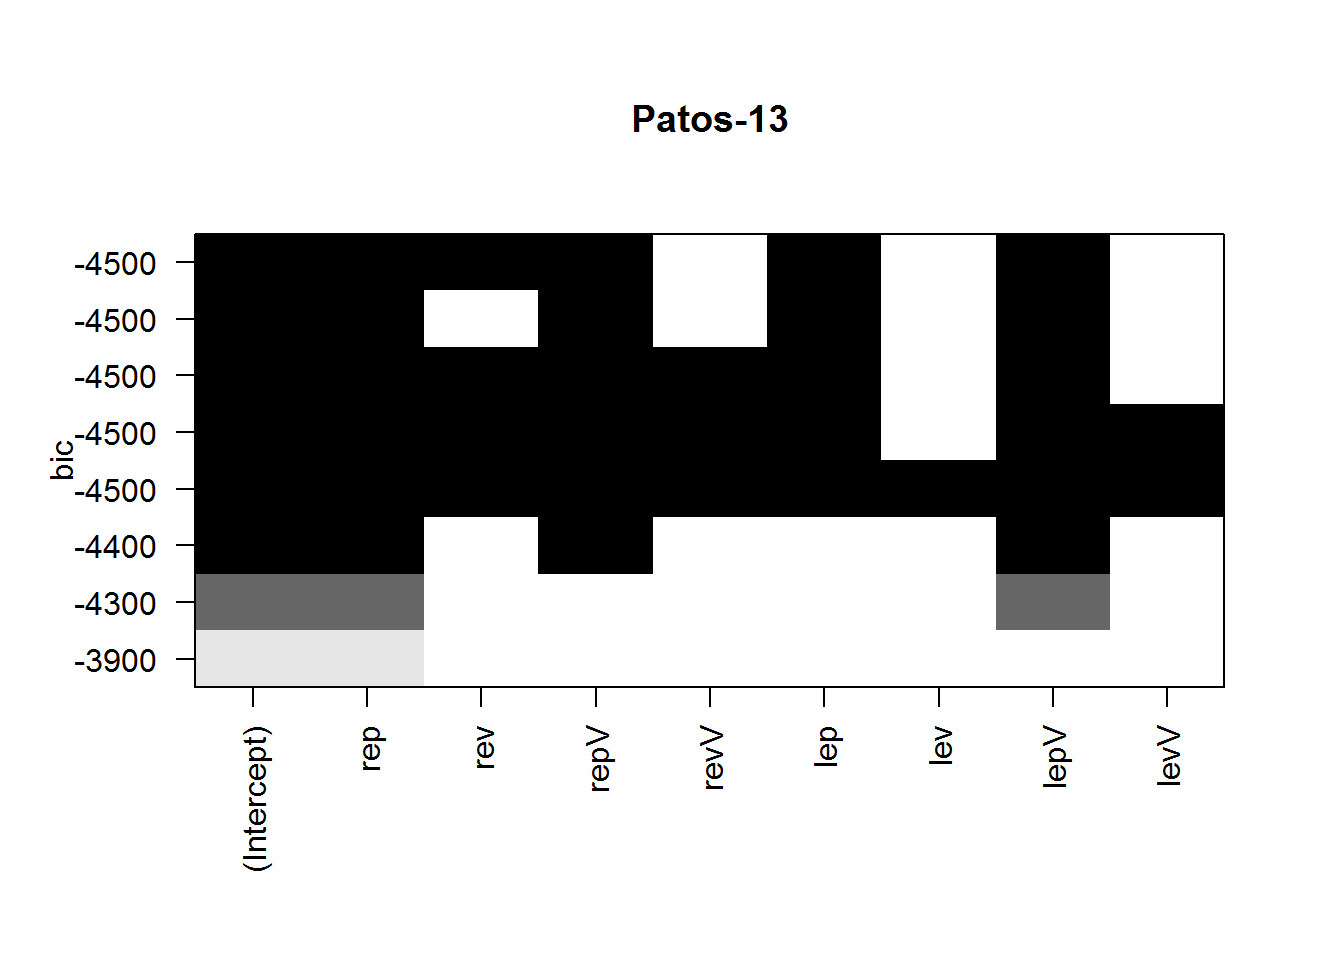 Patos-13
bic
-4500
-4500
-4500
-4500
-4500
-4400
-4300
-3900
(Intercept)
rep
rev
repV
revV
lep
lev
lepV
levV